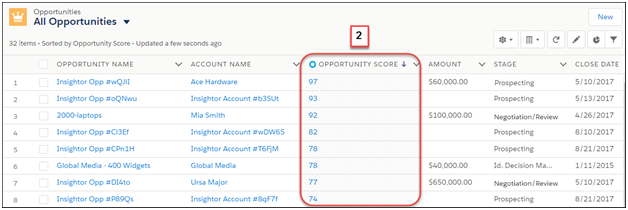 Opportunities
All Opportunities
New
32 items • Sorted by Opportunity Score • Updated a few seconds ago
2
OPPORTUNITY NAME ACCOUNT NAME OPPORTUNITY SCORE ↓ AMOUNT STAGE CLOSE DATE
1 Insightor Opp #wQJII Ace Hardware 97 $60,000.00 Prospecting 5/10/2017
2 Insightor Opp #oQNwu Insightor Account #b35Ut 93 Prospecting 5/13/2017
3 2000-laptops Mia Smith 92 $100,000.00 Negotiation/Review 4/26/2017
4 Insightor Opp #CI3Ef Insightor Account #wDW65 82 Prospecting 8/10/2017
5 Insightor Opp #CPn1H Insightor Account #T6FJM 78 Prospecting 8/21/2017
6 Global Media - 400 Widgets Global Media 78 $40,000.00 Id. Decision Ma... 1/11/2015
7 Insightor Opp #DI4to Ursa Major 77 $650,000.00 Negotiation/Review 5/10/2017
8 Insightor Opp #P89Qs Insightor Account #8qF7f 74 Prospecting 8/21/2017